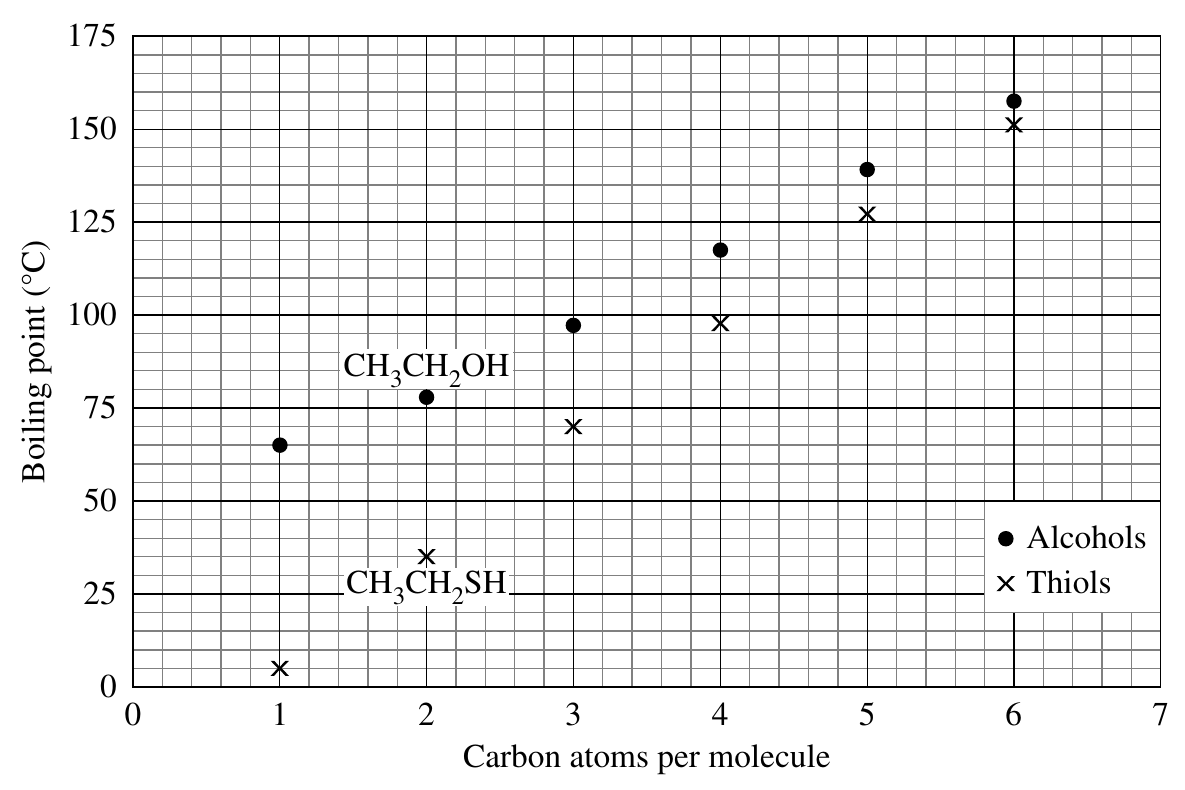 175
150
125
100
75
50
25
0
Boiling point (°C)
CH₃CH₂OH
CH₃CH₂SH
Alcohols
Thiols
0 1 2 3 4 5 6 7
Carbon atoms per molecule